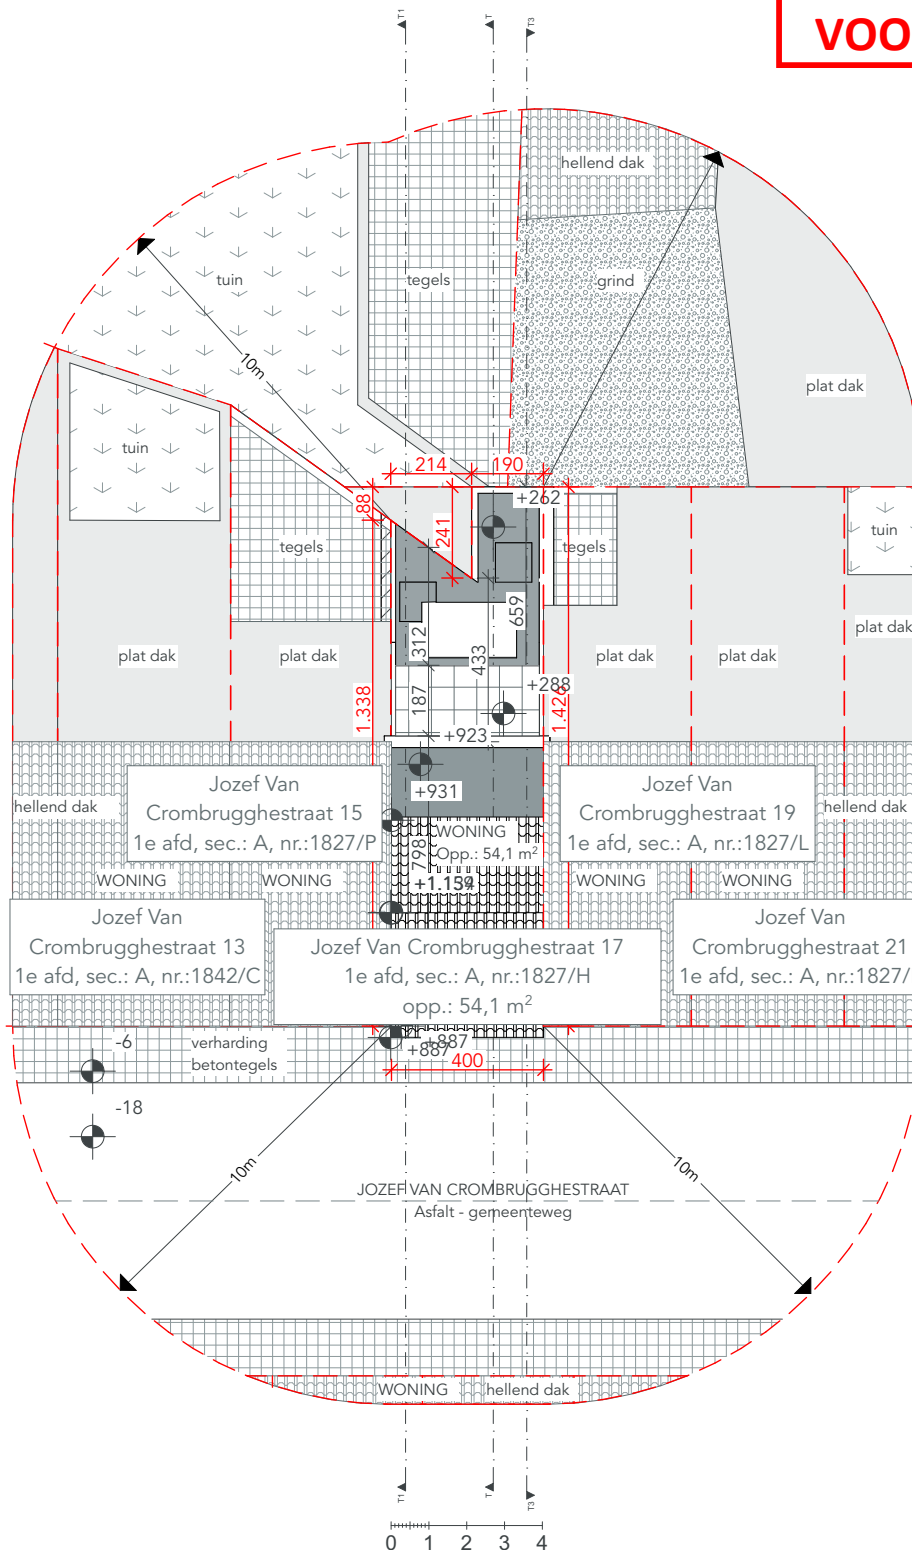 VOO
T1
T
T3
hellend dak
tuin
tegels
grind
10m
plat dak
tuin
214
190
+262
88
241
tegels
tegels
tuin
659
312
433
plat dak
plat dak
plat dak
plat dak
plat dak
187
+288
1.338
1.426
+923
Jozef Van
Crombrugghestraat 15
1e afd, sec.: A, nr.:1827/P
Jozef Van
Crombrugghestraat 19
1e afd, sec.: A, nr.:1827/L
+931
hellend dak
hellend dak
WONING
Opp.: 54,1 m²
798
WONING
WONING
WONING
WONING
Jozef Van
Crombrugghestraat 13
1e afd, sec.: A, nr.:1842/C
Jozef Van Crombrugghestraat 17
1e afd, sec.: A, nr.:1827/H
opp.: 54,1 m²
Jozef Van
Crombrugghestraat 21
1e afd, sec.: A, nr.:1827/
-6
verharding
betontegels
+887
+887
400
-18
10m
10m
JOZEF VAN CROMBRUGGHESTRAAT
Asfalt - gemeenteweg
WONING
hellend dak
T1
T
T3
0 1 2 3 4